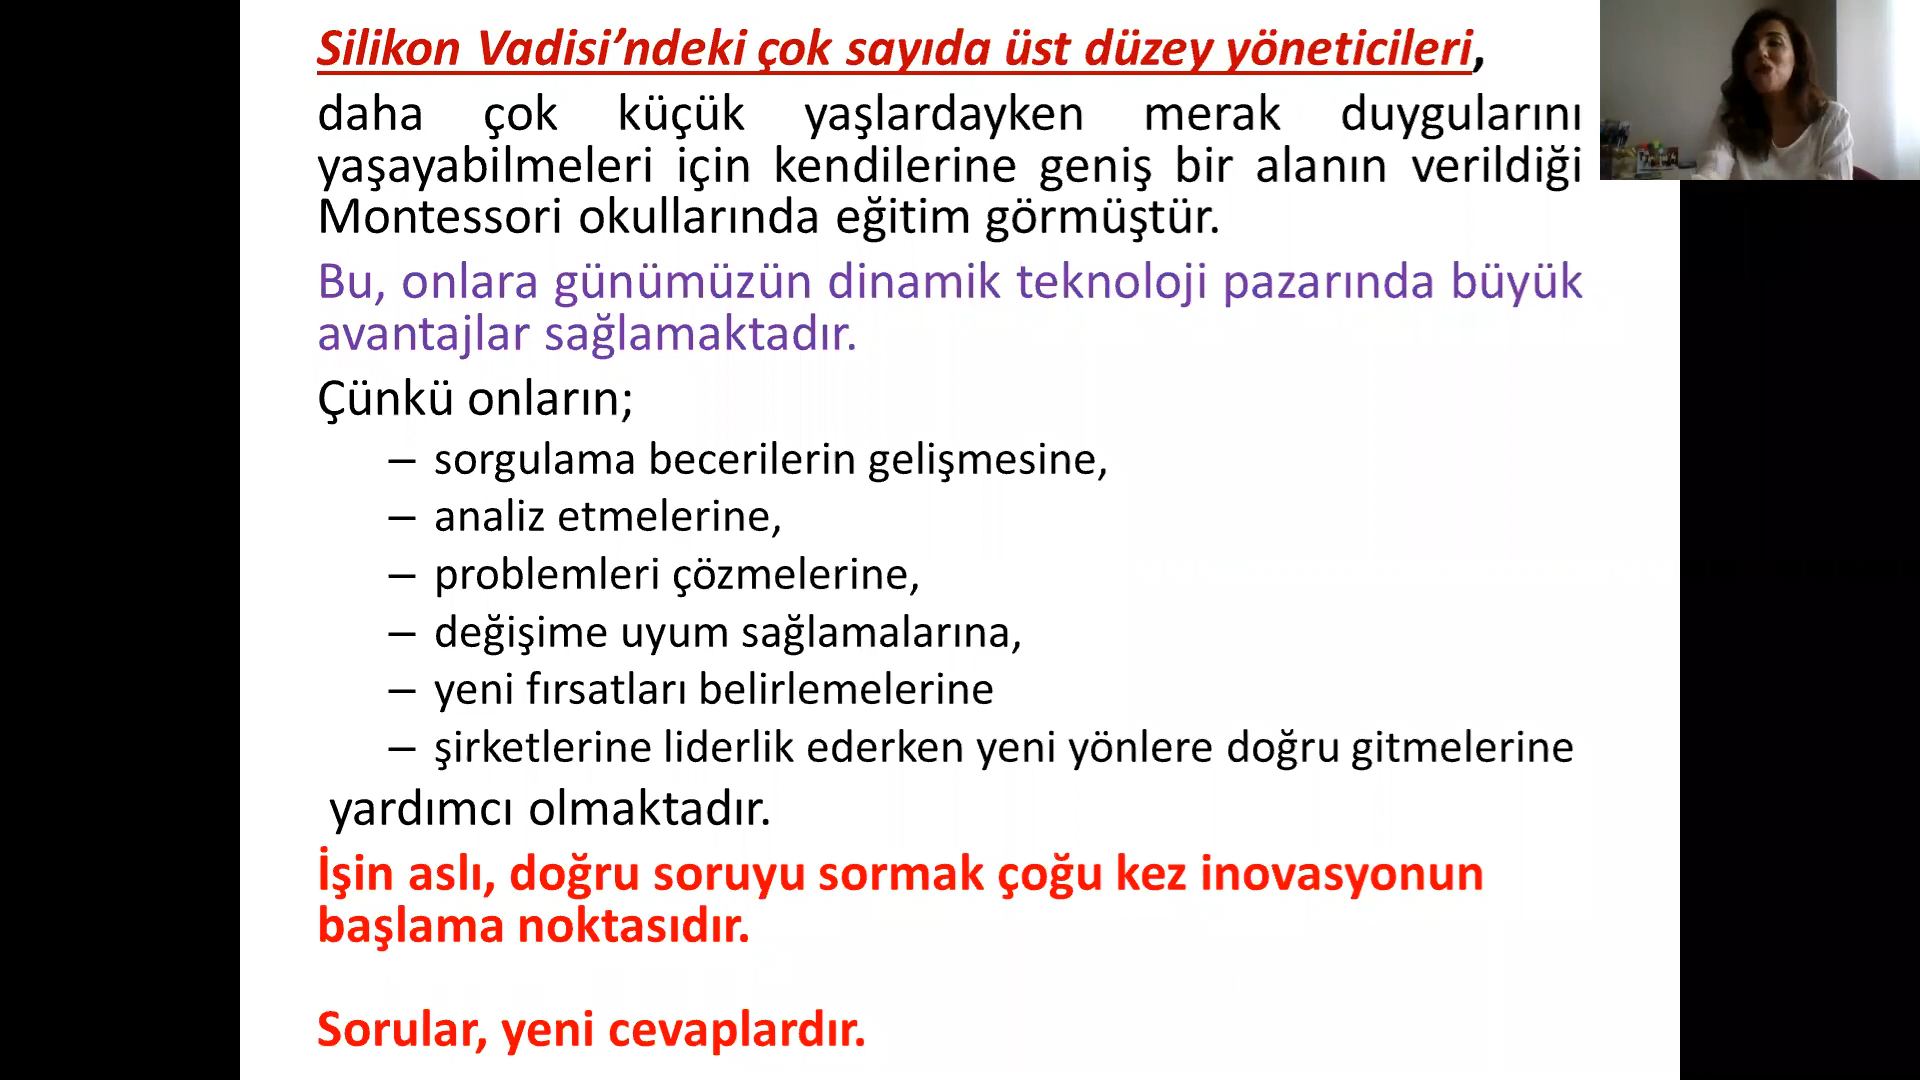 Silikon Vadisi’ndeki çok sayıda üst düzey yöneticileri,
daha çok küçük yaşlardayken merak duygularını
yaşayabilmeleri için kendilerine geniş bir alanın verildiği
Montessori okullarında eğitim görmüştür.
Bu, onlara günümüzün dinamik teknoloji pazarında büyük
avantajlar sağlamaktadır.
Çünkü onların;
– sorgulama becerilerin gelişmesine,
– analiz etmelerine,
– problemleri çözmelerine,
– değişime uyum sağlamalarına,
– yeni fırsatları belirlemelerine
– şirketlerine liderlik ederken yeni yönlere doğru gitmelerine
yardımcı olmaktadır.
İşin aslı, doğru soruyu sormak çoğu kez inovasyonun
başlama noktasıdır.
Sorular, yeni cevaplardır.